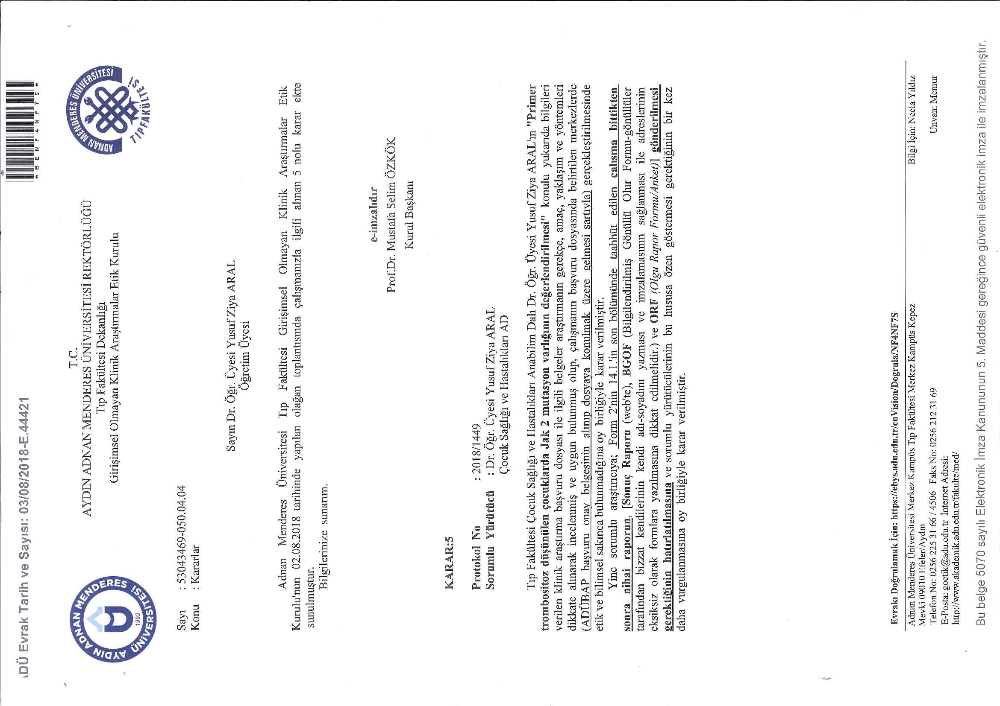 ADÜ Evrak Tarih ve Sayısı: 03/08/2018-E.44421
*BENF4NF7S*
AYDIN ADNAN MENDERES ÜNİVERSİTESİ
1992
T.C.
AYDIN ADNAN MENDERES ÜNİVERSİTESİ REKTÖRLÜĞÜ
Tıp Fakültesi Dekanlığı
Girişimsel Olmayan Klinik Araştırmalar Etik Kurulu
ADNAN MENDERES ÜNİVERSİTESİ
TIP FAKÜLTESİ
Sayı : 53043469-050.04.04
Konu : Kararlar
Sayın Dr. Öğr. Üyesi Yusuf Ziya ARAL
Öğretim Üyesi
Adnan Menderes Üniversitesi Tıp Fakültesi Girişimsel Olmayan Klinik Araştırmalar Etik
Kurulu'nun 02.08.2018 tarihinde yapılan olağan toplantısında çalışmanızla ilgili alınan 5 nolu karar ekte
sunulmuştur.
Bilgilerinize sunarım.
e-imzalıdır
Prof.Dr. Mustafa Selim ÖZKÖK
Kurul Başkanı
KARAR:5
Protokol No : 2018/1449
Sorumlu Yürütücü : Dr. Öğr. Üyesi Yusuf Ziya ARAL
Çocuk Sağlığı ve Hastalıkları AD
Tıp Fakültesi Çocuk Sağlığı ve Hastalıkları Anabilim Dalı Dr. Öğr. Üyesi Yusuf Ziya ARAL'ın "Primer
trombositoz düşünülen çocuklarda Jak 2 mutasyon varlığının değerlendirilmesi" konulu yukarıda bilgileri
verilen klinik araştırma başvuru dosyası ile ilgili belgeler araştırmanın gerekçe, amaç, yaklaşım ve yöntemleri
dikkate alınarak incelenmiş ve uygun bulunmuş olup, çalışmanın başvuru dosyasında belirtilen merkezlerde
(ADÜBAP başvuru onay belgesinin alınıp dosyaya konulmak üzere gelmesi şartıyla) gerçekleştirilmesinde
etik ve bilimsel sakınca bulunmadığına oy birliğiyle karar verilmiştir.
Yine sorumlu araştırıcıya; Form 2'nin 14.1.'in son bölümünde taahhüt edilen çalışma bittikten
sonra nihai raporun, [Sonuç Raporu (web'te), BGOF (Bilgilendirilmiş Gönüllü Olur Formu-gönüllüler
tarafından bizzat kendilerinin kendi adı-soyadını yazması ve imzalamasının sağlanması ile adreslerinin
eksiksiz olarak formlara yazılmasına dikkat edilmelidir.) ve ORF (Olgu Rapor Formu/Anket)] gönderilmesi
gerektiğinin hatırlatılmasına ve sorumlu yürütücülerinin bu hususa özen göstermesi gerektiğinin bir kez
daha vurgulanmasına oy birliğiyle karar verilmiştir.
Evrakı Doğrulamak İçin: https://ebys.adu.edu.tr/enVision/Dogrula/NF4NF7S
Adnan Menderes Üniversitesi Merkez Kampüs Tıp Fakültesi Merkez Kampüs Kepez
Mevki 09010 Efeler/Aydın
Telefon No: 0256 225 31 66 / 4506 Faks No: 0256 212 31 69
E-Posta: goetik@adu.edu.tr İnternet Adresi:
http://www.akademik.adu.edu.tr/fakulte/med/
Bilgi İçin: Necla Yıldız
Unvan: Memur
Bu belge 5070 sayılı Elektronik İmza Kanununun 5. Maddesi gereğince güvenli elektronik imza ile imzalanmıştır.